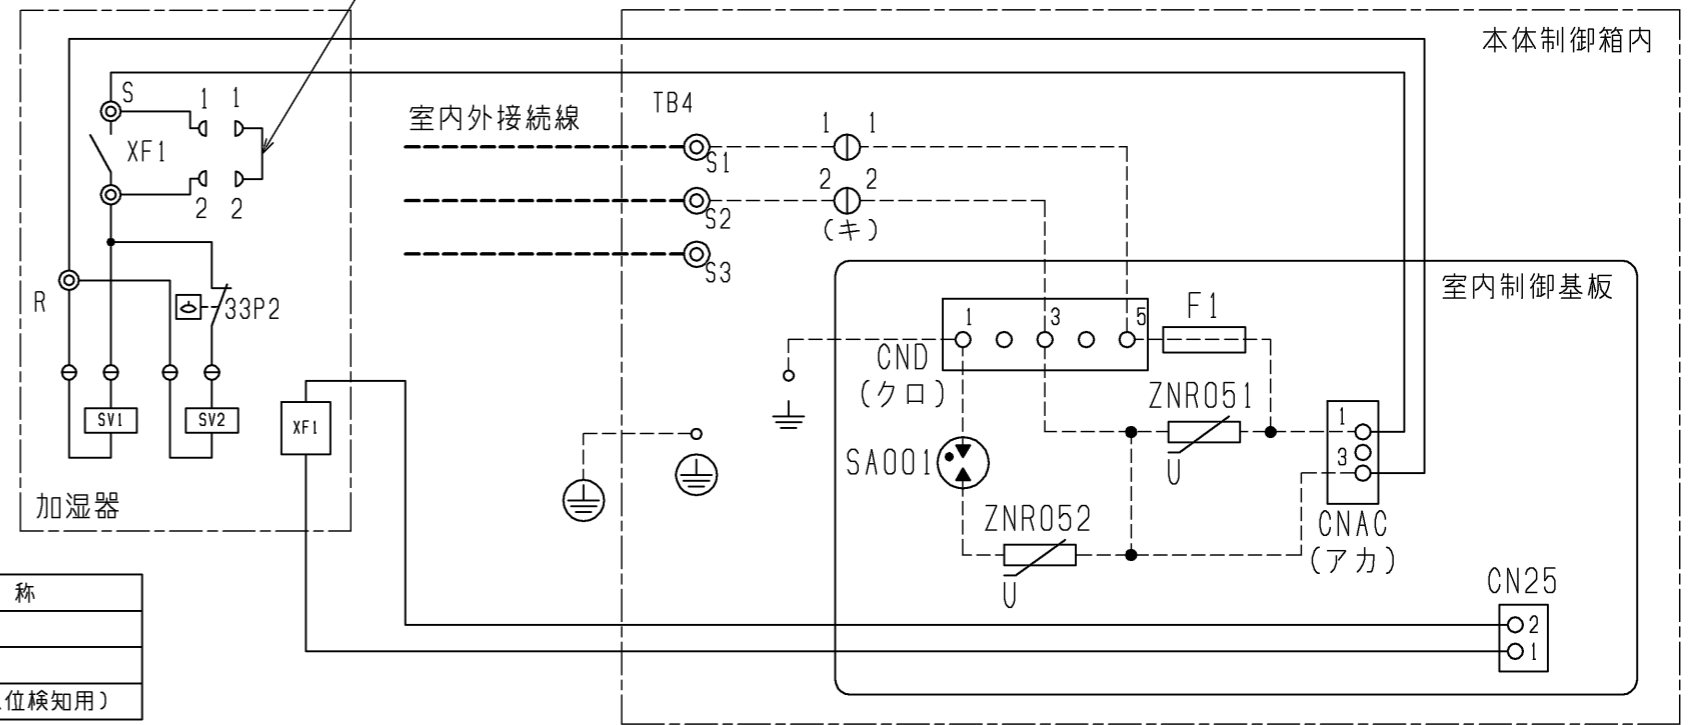 本体制御箱内
S
1 1
XF1
2 2
R
33P2
SV1
SV2
XF1
加湿器
室内外接続線
TB4
S1
S2
S3
1 1
2 2
(キ)
室内制御基板
1 3 5
F1
CND
(クロ)
ZNR051
U
SA001
ZNR052
U
1
3
CNAC
(アカ)
CN25
2
1
称
位検知用)